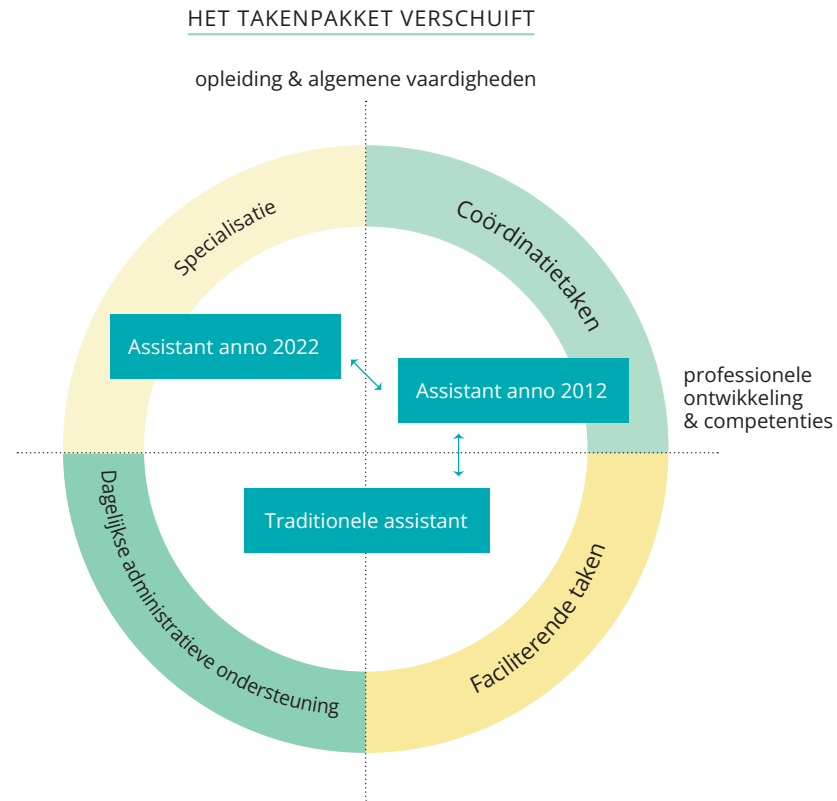 HET TAKENPAKKET VERSCHUIFT
opleiding & algemene vaardigheden
Specialisatie
Coördinatietaken
Assistant anno 2022
Assistant anno 2012
professionele
ontwikkeling
& competenties
Traditionele assistant
Dagelijkse administratieve ondersteuning
Faciliterende taken